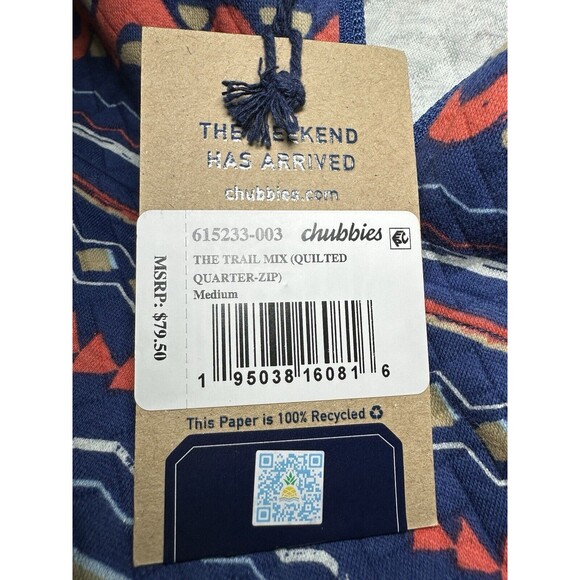 THE WEEKEND
HAS ARRIVED
chubbies.com
615233-003 chubbies
THE TRAIL MIX (QUILTED
QUARTER-ZIP)
Medium
MSRP: $79.50
1 95038 16081 6
This Paper is 100% Recycled